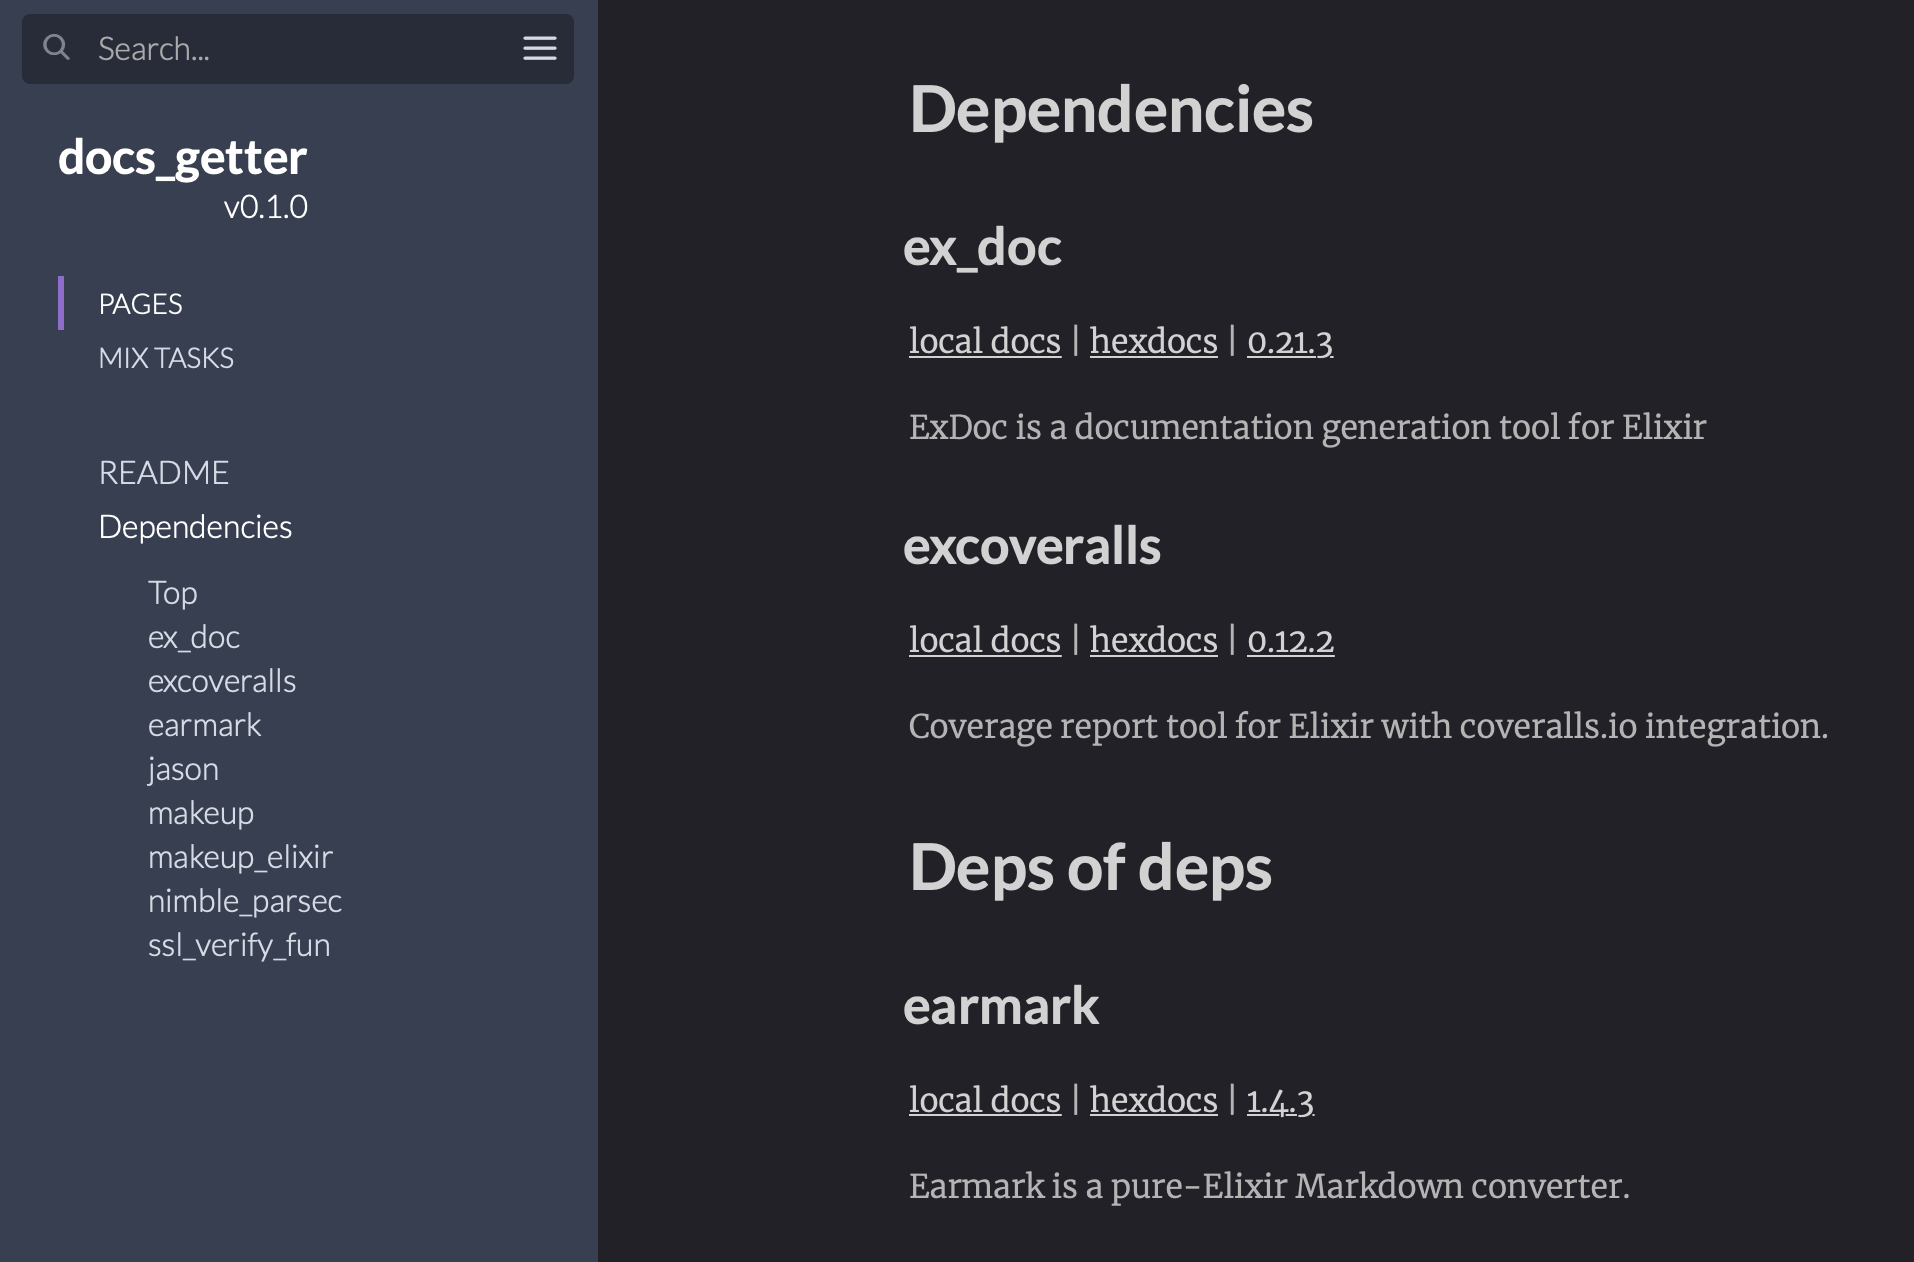 Search...
docs_getter
v0.1.0
PAGES
MIX TASKS
README
Dependencies
Top
ex_doc
excoveralls
earmark
jason
makeup
makeup_elixir
nimble_parsec
ssl_verify_fun
Dependencies
ex_doc
local docs | hexdocs | 0.21.3
ExDoc is a documentation generation tool for Elixir
excoveralls
local docs | hexdocs | 0.12.2
Coverage report tool for Elixir with coveralls.io integration.
Deps of deps
earmark
local docs | hexdocs | 1.4.3
Earmark is a pure-Elixir Markdown converter.